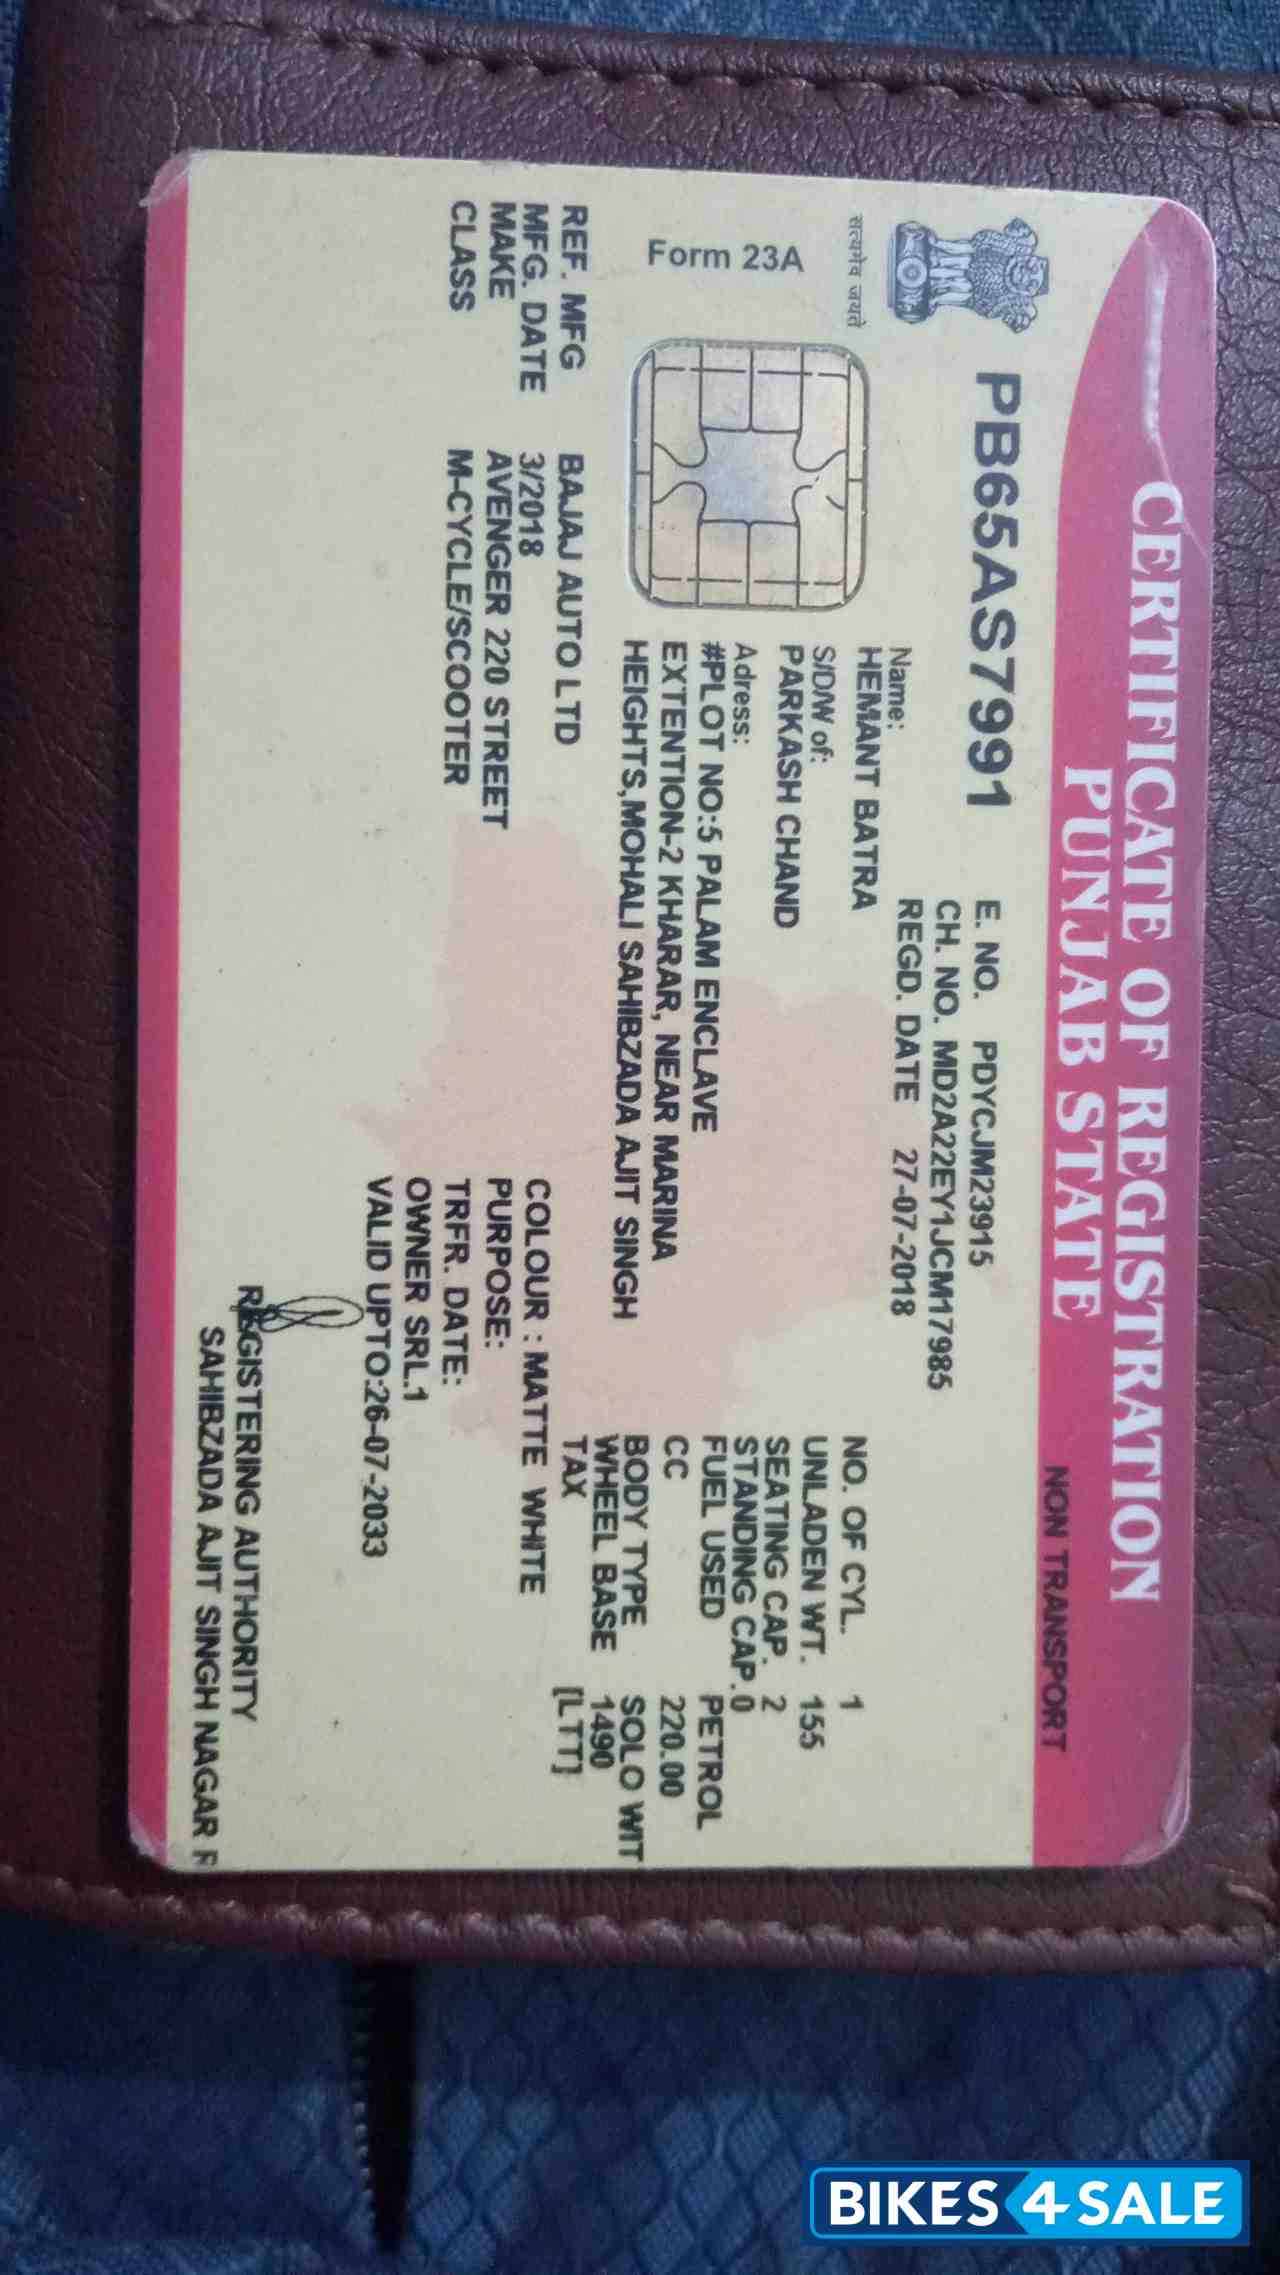 CERTIFICATE OF REGISTRATION
PUNJAB STATE
NON TRANSPORT
सत्यमेव जयते
PB65AS7991
E. NO. PDYCJM23915
CH. NO. MD2A22EY1JCM17985
REGD. DATE 27-07-2018
Form 23A
Name:
HEMANT BATRA
S/D/W of:
PARKASH CHAND
Adress:
#PLOT NO:5 PALAM ENCLAVE
EXTENTION-2 KHARAR, NEAR MARINA
HEIGHTS,MOHALI SAHIBZADA AJIT SINGH
NO. OF CYL. 1
UNLADEN WT. 155
SEATING CAP. 2
STANDING CAP.0
FUEL USED PETROL
CC 220.00
BODY TYPE SOLO WIT
WHEEL BASE 1490
TAX [LTT]
REF. MFG BAJAJ AUTO LTD
MFG. DATE 3/2018
MAKE AVENGER 220 STREET
CLASS M-CYCLE/SCOOTER
COLOUR : MATTE WHITE
PURPOSE:
TRFR. DATE:
OWNER SRL.1
VALID UPTO:26-07-2033
REGISTERING AUTHORITY
SAHIBZADA AJIT SINGH NAGAR F
BIKES4SALE